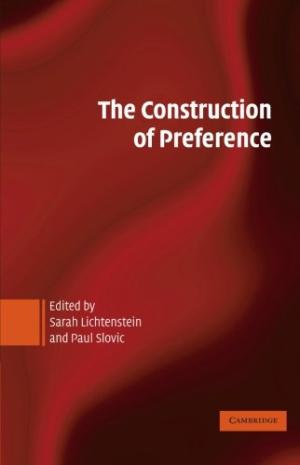 The Construction
of Preference
Edited by
Sarah Lichtenstein
and Paul Slovic
CAMBRIDGE